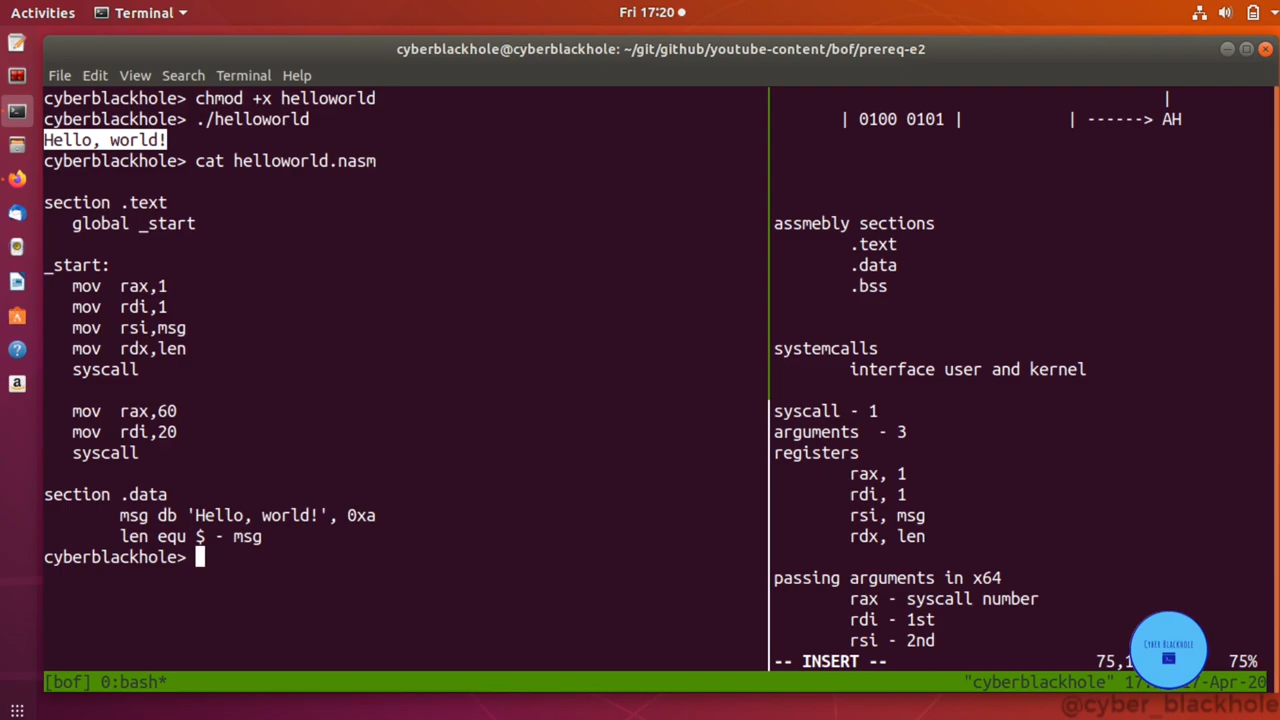 Activities Terminal Fri 17:20
cyberblackhole@cyberblackhole: ~/git/github/youtube-content/bof/prereq-e2
File Edit View Search Terminal Help
cyberblackhole> chmod +x helloworld
cyberblackhole> ./helloworld
Hello, world!
cyberblackhole> cat helloworld.nasm
section .text
global _start
_start:
mov rax,1
mov rdi,1
mov rsi,msg
mov rdx,len
syscall
mov rax,60
mov rdi,20
syscall
section .data
msg db 'Hello, world!', 0xa
len equ $ - msg
cyberblackhole>
|
| 0100 0101 | | ------> AH
assmebly sections
.text
.data
.bss
systemcalls
interface user and kernel
syscall - 1
arguments - 3
registers
rax, 1
rdi, 1
rsi, msg
rdx, len
passing arguments in x64
rax - syscall number
rdi - 1st
rsi - 2nd
-- INSERT -- 75,1 75%
CYBER BLACKHOLE
[bof] 0:bash* "cyberblackhole" 17-Apr-20
@cyber_blackhole